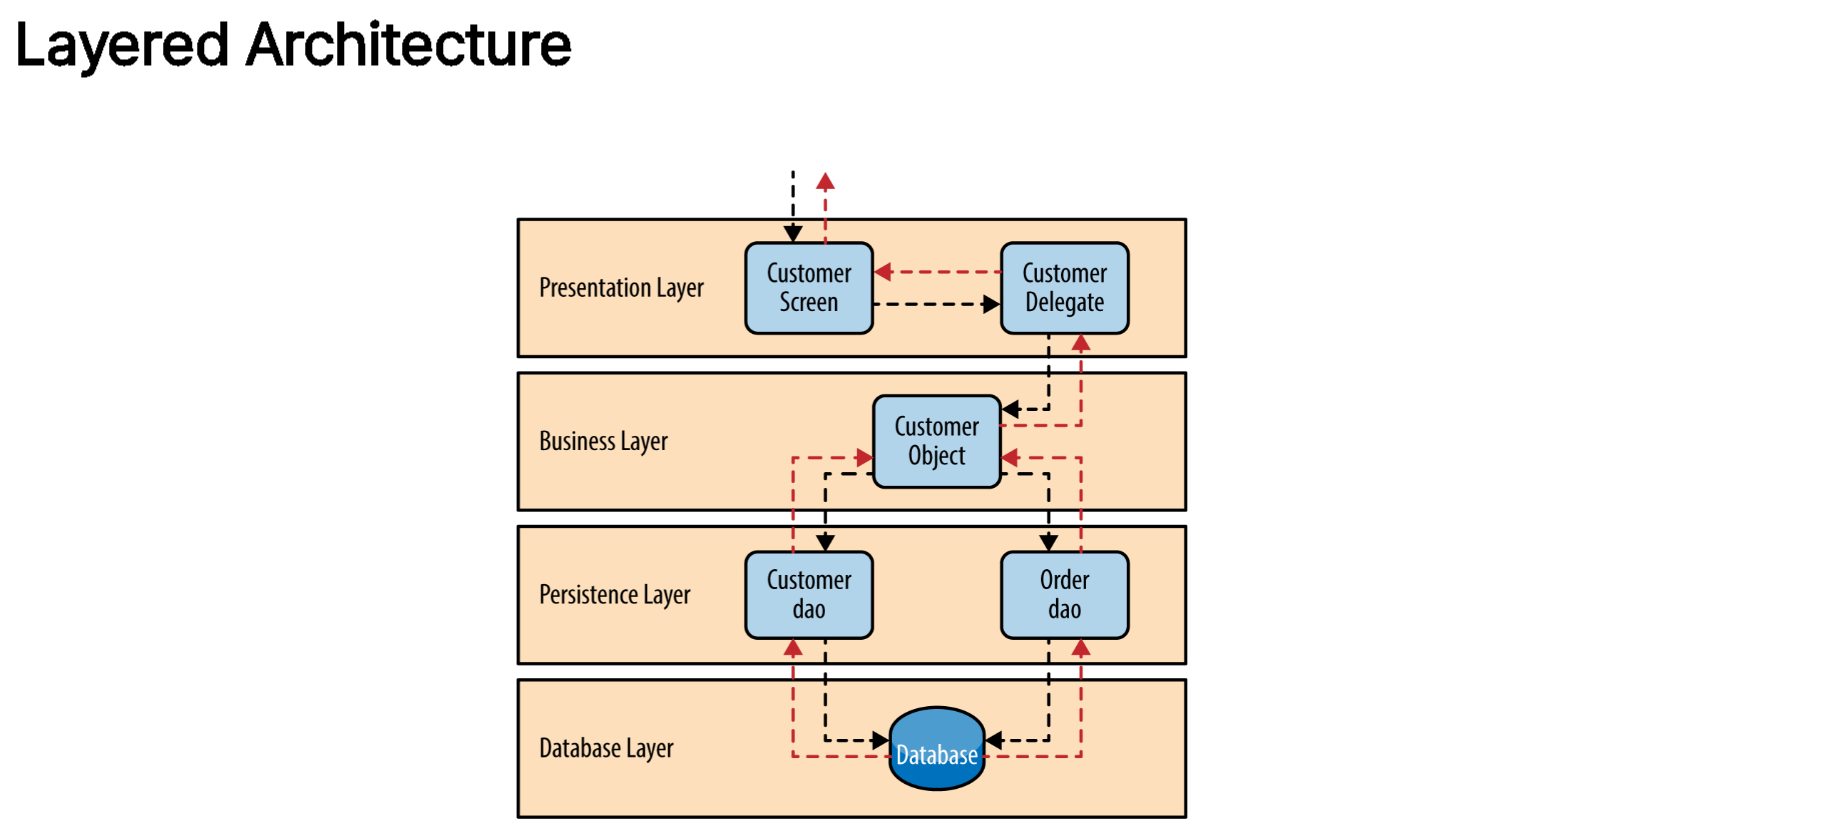 Layered Architecture
Presentation Layer
Customer
Screen
Customer
Delegate
Business Layer
Customer
Object
Persistence Layer
Customer
dao
Order
dao
Database Layer
Database